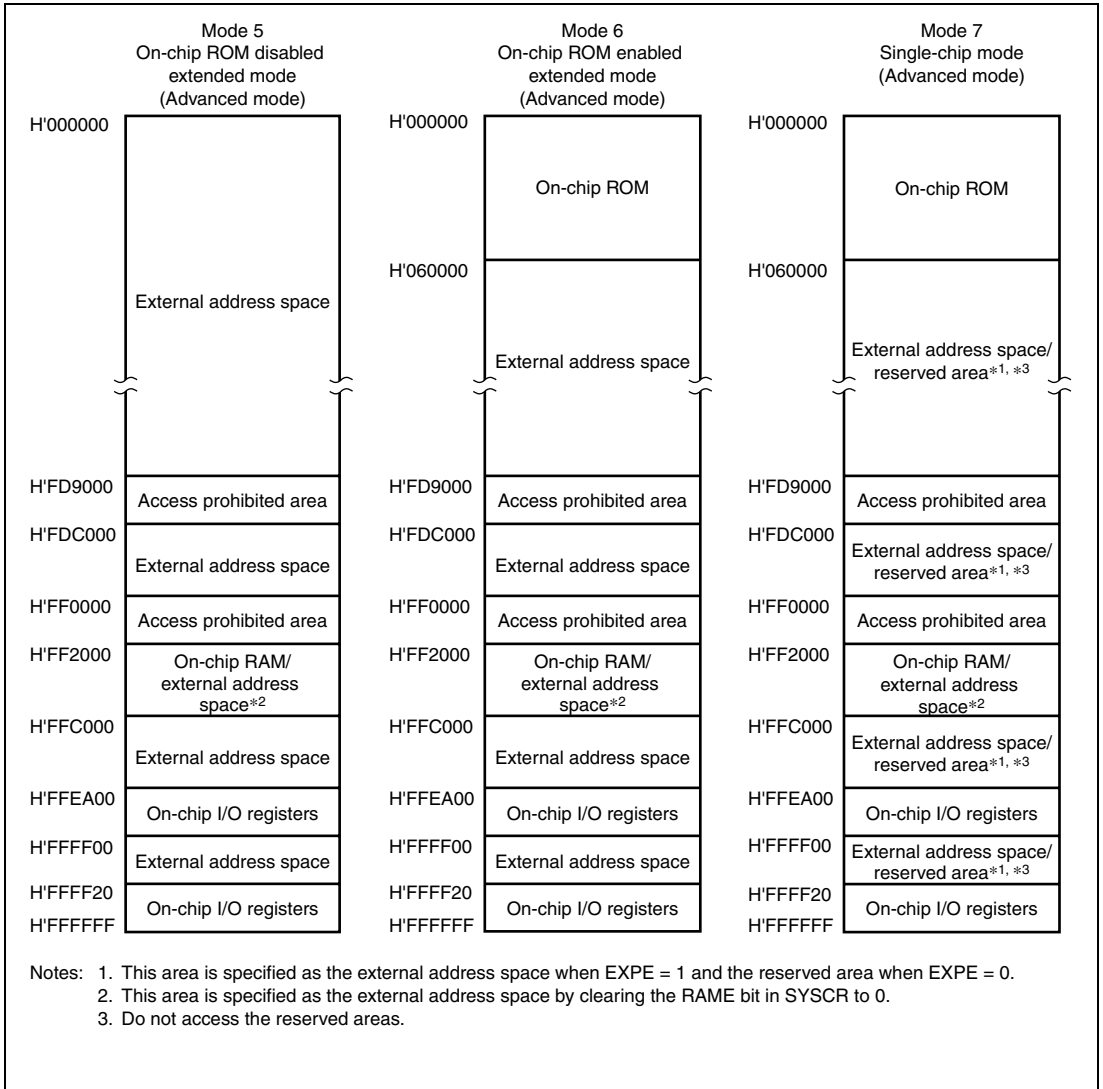 Mode 5
On-chip ROM disabled
extended mode
(Advanced mode)
H'000000
External address space
H'FD9000
Access prohibited area
H'FDC000
External address space
H'FF0000
Access prohibited area
H'FF2000
On-chip RAM/
external address
space*2
H'FFC000
External address space
H'FFEA00
On-chip I/O registers
H'FFFF00
External address space
H'FFFF20
On-chip I/O registers
H'FFFFFF
Mode 6
On-chip ROM enabled
extended mode
(Advanced mode)
H'000000
On-chip ROM
H'060000
External address space
H'FD9000
Access prohibited area
H'FDC000
External address space
H'FF0000
Access prohibited area
H'FF2000
On-chip RAM/
external address
space*2
H'FFC000
External address space
H'FFEA00
On-chip I/O registers
H'FFFF00
External address space
H'FFFF20
On-chip I/O registers
H'FFFFFF
Mode 7
Single-chip mode
(Advanced mode)
H'000000
On-chip ROM
H'060000
External address space/
reserved area*1, *3
H'FD9000
Access prohibited area
H'FDC000
External address space/
reserved area*1, *3
H'FF0000
Access prohibited area
H'FF2000
On-chip RAM/
external address
space*2
H'FFC000
External address space/
reserved area*1, *3
H'FFEA00
On-chip I/O registers
H'FFFF00
External address space/
reserved area*1, *3
H'FFFF20
On-chip I/O registers
H'FFFFFF
Notes: 1. This area is specified as the external address space when EXPE = 1 and the reserved area when EXPE = 0.
2. This area is specified as the external address space by clearing the RAME bit in SYSCR to 0.
3. Do not access the reserved areas.